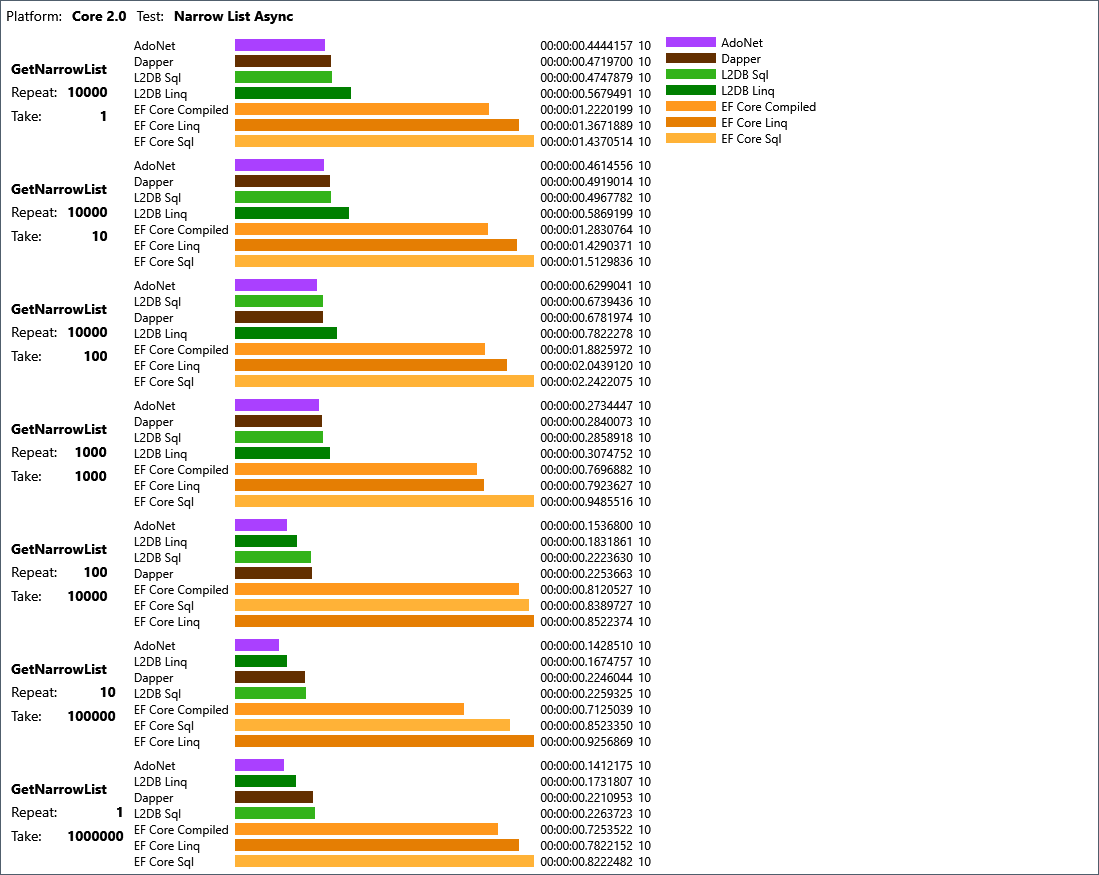 Platform: Core 2.0 Test: Narrow List Async
GetNarrowList
Repeat: 10000
Take: 1
AdoNet 00:00:00.4444157 10
Dapper 00:00:00.4719700 10
L2DB Sql 00:00:00.4747879 10
L2DB Linq 00:00:00.5679491 10
EF Core Compiled 00:00:01.2220199 10
EF Core Linq 00:00:01.3671889 10
EF Core Sql 00:00:01.4370514 10
AdoNet
Dapper
L2DB Sql
L2DB Linq
EF Core Compiled
EF Core Linq
EF Core Sql
GetNarrowList
Repeat: 10000
Take: 10
AdoNet 00:00:00.4614556 10
Dapper 00:00:00.4919014 10
L2DB Sql 00:00:00.4967782 10
L2DB Linq 00:00:00.5869199 10
EF Core Compiled 00:00:01.2830764 10
EF Core Linq 00:00:01.4290371 10
EF Core Sql 00:00:01.5129836 10
GetNarrowList
Repeat: 10000
Take: 100
AdoNet 00:00:00.6299041 10
L2DB Sql 00:00:00.6739436 10
Dapper 00:00:00.6781974 10
L2DB Linq 00:00:00.7822278 10
EF Core Compiled 00:00:01.8825972 10
EF Core Linq 00:00:02.0439120 10
EF Core Sql 00:00:02.2422075 10
GetNarrowList
Repeat: 1000
Take: 1000
AdoNet 00:00:00.2734447 10
Dapper 00:00:00.2840073 10
L2DB Sql 00:00:00.2858918 10
L2DB Linq 00:00:00.3074752 10
EF Core Compiled 00:00:00.7696882 10
EF Core Linq 00:00:00.7923627 10
EF Core Sql 00:00:00.9485516 10
GetNarrowList
Repeat: 100
Take: 10000
AdoNet 00:00:00.1536800 10
L2DB Linq 00:00:00.1831861 10
L2DB Sql 00:00:00.2223630 10
Dapper 00:00:00.2253663 10
EF Core Compiled 00:00:00.8120527 10
EF Core Sql 00:00:00.8389727 10
EF Core Linq 00:00:00.8522374 10
GetNarrowList
Repeat: 10
Take: 100000
AdoNet 00:00:00.1428510 10
L2DB Linq 00:00:00.1674757 10
Dapper 00:00:00.2246044 10
L2DB Sql 00:00:00.2259325 10
EF Core Compiled 00:00:00.7125039 10
EF Core Sql 00:00:00.8523350 10
EF Core Linq 00:00:00.9256869 10
GetNarrowList
Repeat: 1
Take: 1000000
AdoNet 00:00:00.1412175 10
L2DB Linq 00:00:00.1731807 10
Dapper 00:00:00.2210953 10
L2DB Sql 00:00:00.2263723 10
EF Core Compiled 00:00:00.7253522 10
EF Core Linq 00:00:00.7822152 10
EF Core Sql 00:00:00.8222482 10